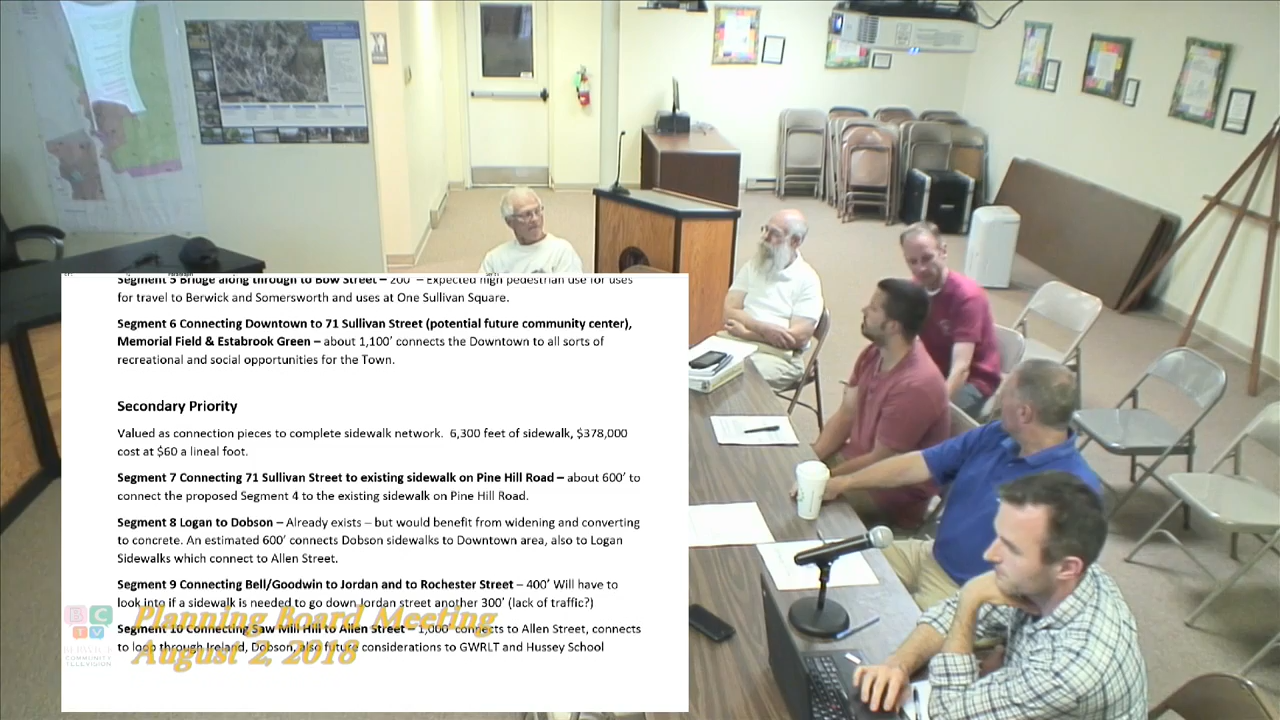 Segment 5 Bridge along through to Bow Street – 200' – Expected high pedestrian use for uses
for travel to Berwick and Somersworth and uses at One Sullivan Square.
Segment 6 Connecting Downtown to 71 Sullivan Street (potential future community center),
Memorial Field & Estabrook Green – about 1,100' connects the Downtown to all sorts of
recreational and social opportunities for the Town.
Secondary Priority
Valued as connection pieces to complete sidewalk network. 6,300 feet of sidewalk, $378,000
cost at $60 a lineal foot.
Segment 7 Connecting 71 Sullivan Street to existing sidewalk on Pine Hill Road – about 600' to
connect the proposed Segment 4 to the existing sidewalk on Pine Hill Road.
Segment 8 Logan to Dobson – Already exists – but would benefit from widening and converting
to concrete. An estimated 600' connects Dobson sidewalks to Downtown area, also to Logan
Sidewalks which connect to Allen Street.
Segment 9 Connecting Bell/Goodwin to Jordan and to Rochester Street – 400' Will have to
look into if a sidewalk is needed to go down Jordan street another 300' (lack of traffic?)
Segment 10 Connecting Saw Mill Hill to Allen Street – 1,000' connects to Allen Street, connects
to loop through Ireland, Dobson, also future considerations to GWRLT and Hussey School
BCTV
BERWICK
COMMUNITY
TELEVISION
Planning Board Meeting
August 2, 2018